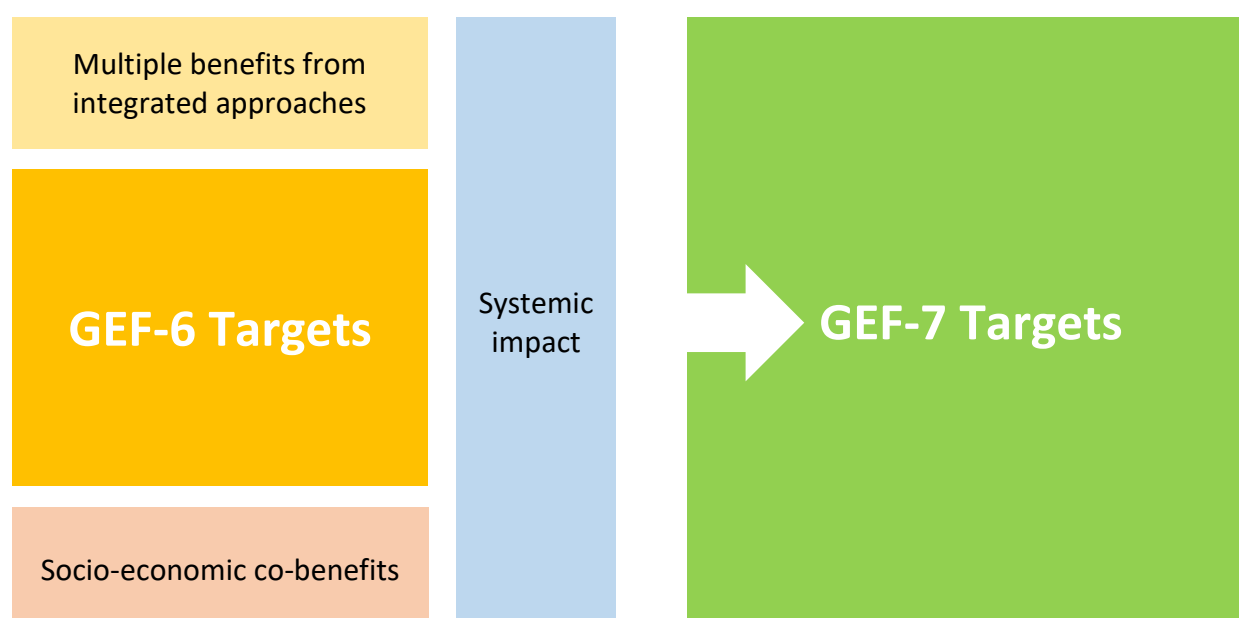 Multiple benefits from
integrated approaches
GEF-6 Targets
Socio-economic co-benefits
Systemic
impact
GEF-7 Targets